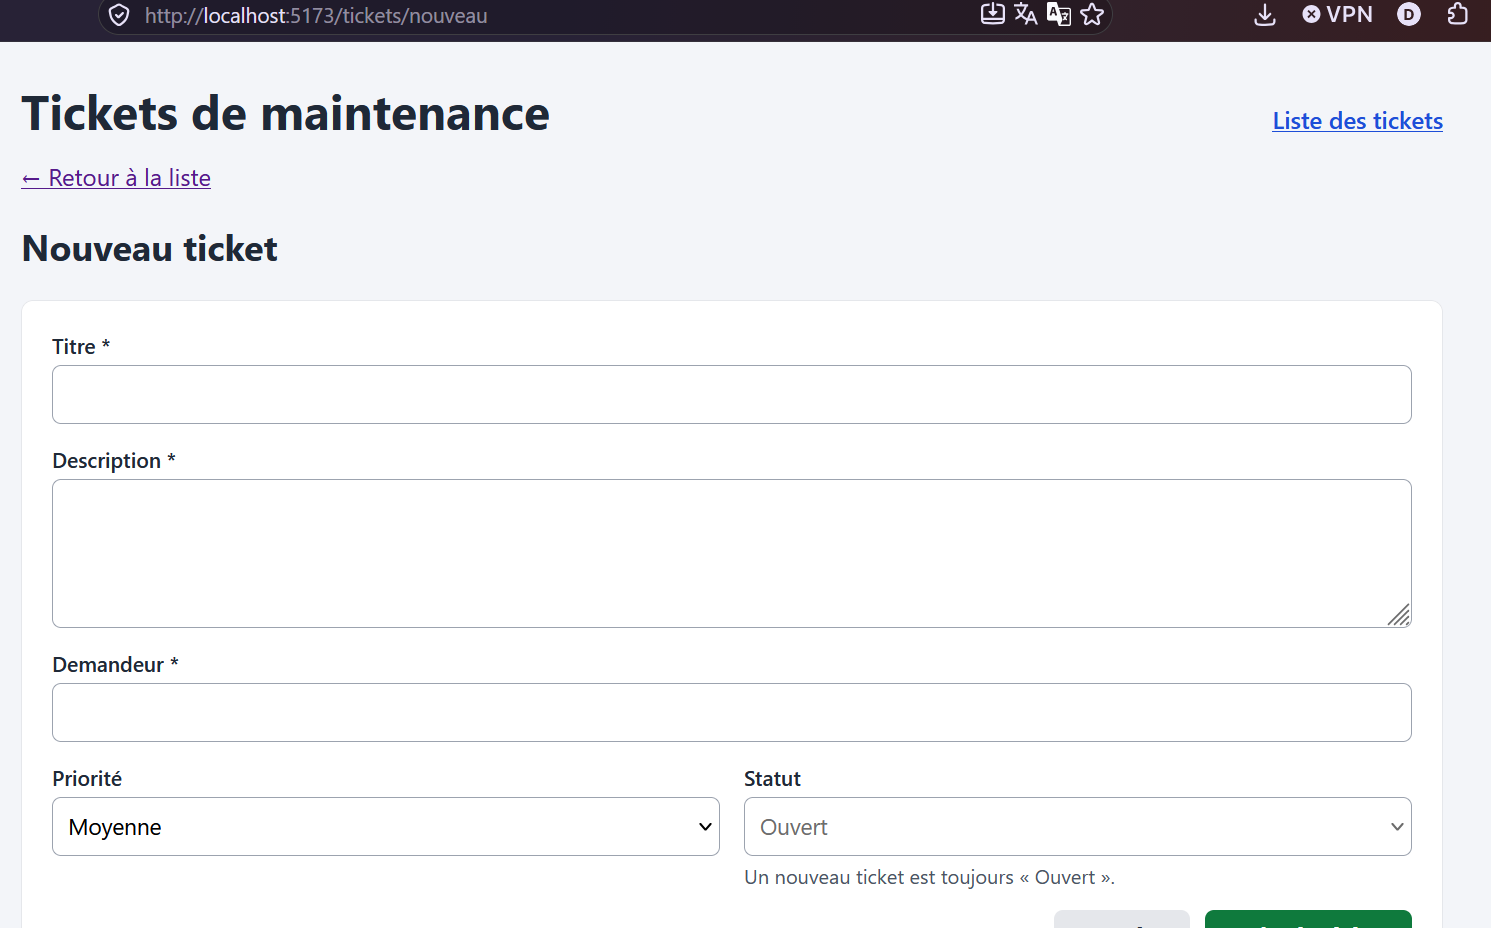 http://localhost:5173/tickets/nouveau
VPN
D
Tickets de maintenance
Liste des tickets
← Retour à la liste
Nouveau ticket
Titre *
Description *
Demandeur *
Priorité
Statut
Moyenne
Ouvert
Un nouveau ticket est toujours « Ouvert ».